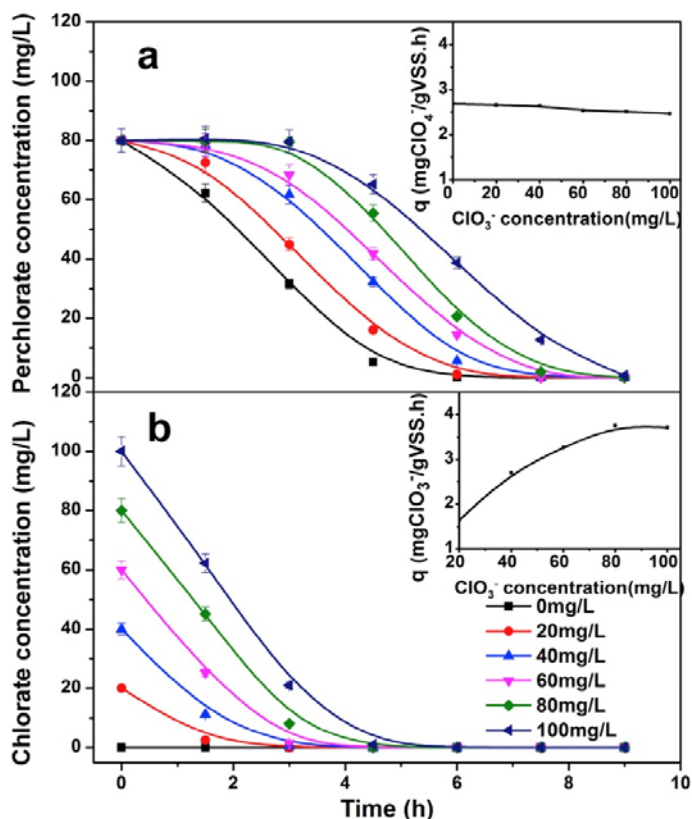 a
Perchlorate concentration (mg/L)
120
100
80
60
40
20
0
q (mgClO₄⁻/gVSS.h)
4
3
2
1
0 20 40 60 80 100
ClO₃⁻ concentration(mg/L)
b
Chlorate concentration (mg/L)
120
100
80
60
40
20
0
q (mgClO₃⁻/gVSS.h)
4
3
2
1
20 40 60 80 100
ClO₃⁻ concentration(mg/L)
0mg/L
20mg/L
40mg/L
60mg/L
80mg/L
100mg/L
0 2 4 6 8 10
Time (h)